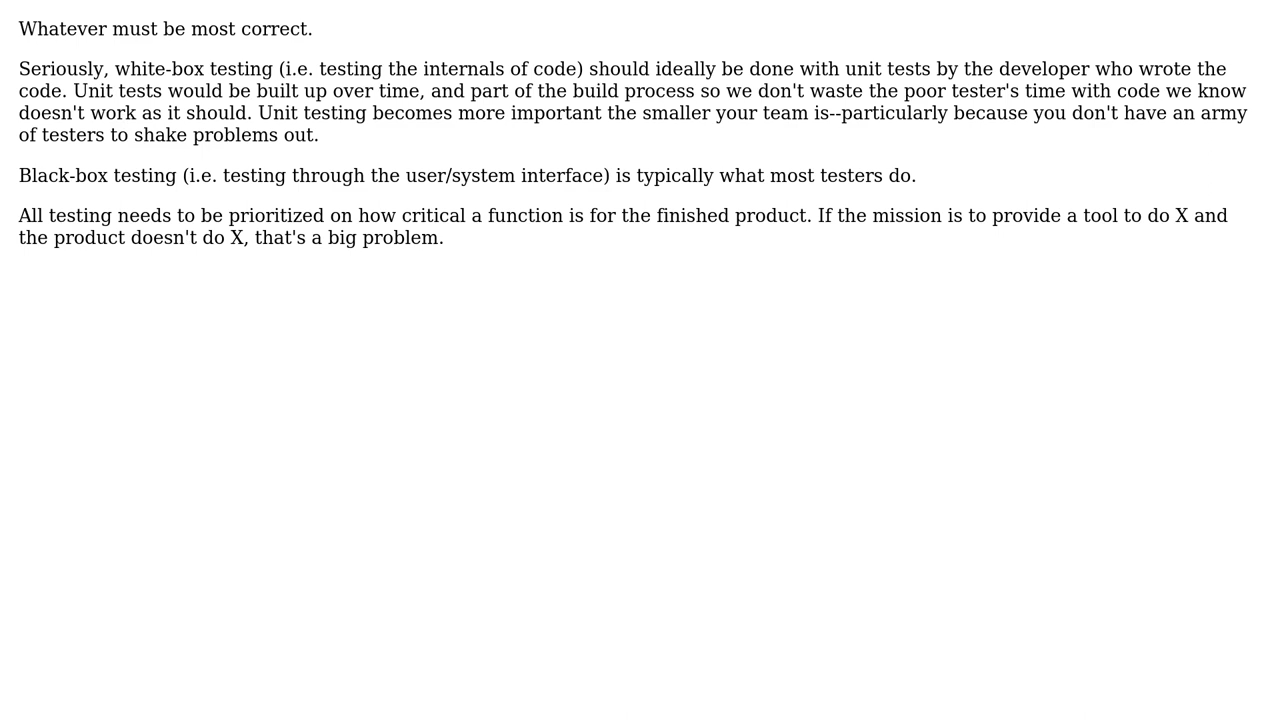 Whatever must be most correct.
Seriously, white-box testing (i.e. testing the internals of code) should ideally be done with unit tests by the developer who wrote the
code. Unit tests would be built up over time, and part of the build process so we don't waste the poor tester's time with code we know
doesn't work as it should. Unit testing becomes more important the smaller your team is--particularly because you don't have an army
of testers to shake problems out.
Black-box testing (i.e. testing through the user/system interface) is typically what most testers do.
All testing needs to be prioritized on how critical a function is for the finished product. If the mission is to provide a tool to do X and
the product doesn't do X, that's a big problem.